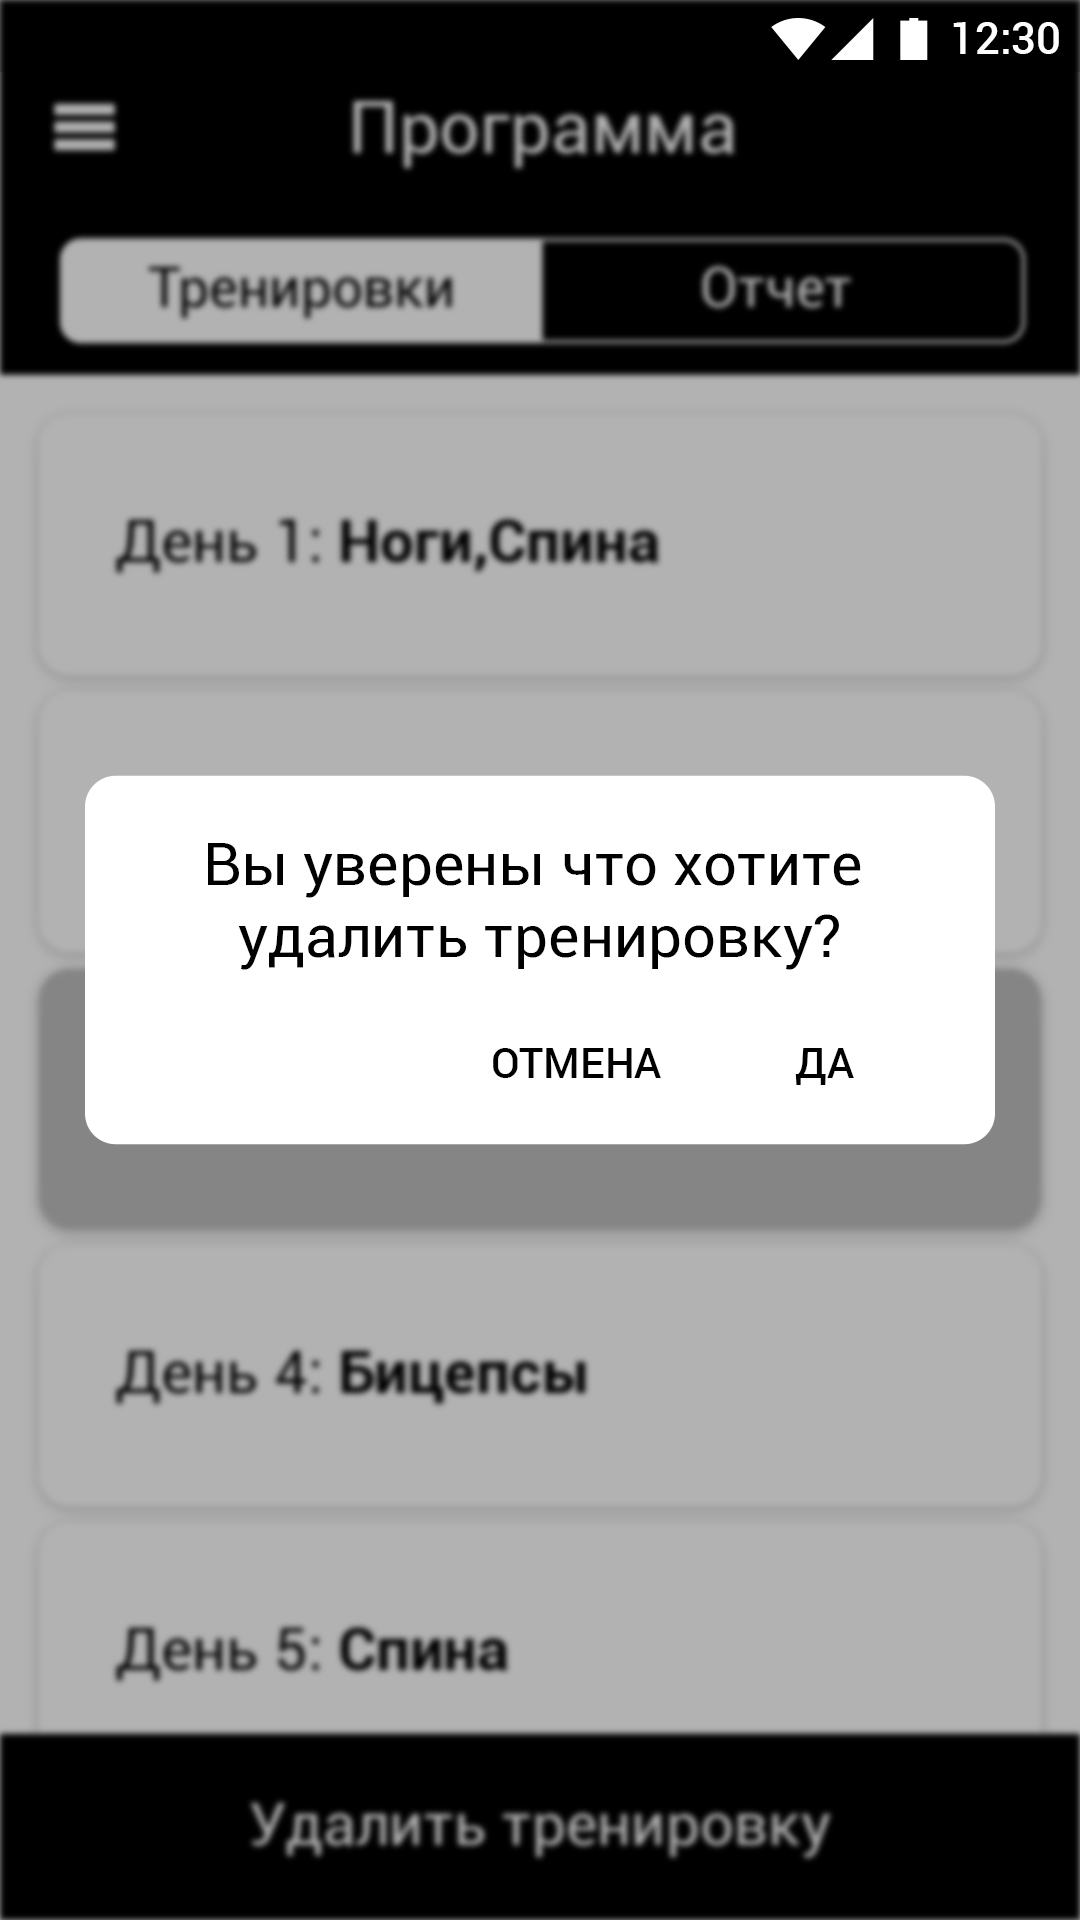 12:30
Программа
Тренировки Отчет
День 1: Ноги,Спина
Вы уверены что хотите
удалить тренировку?
ОТМЕНА ДА
День 4: Бицепсы
День 5: Спина
Удалить тренировку